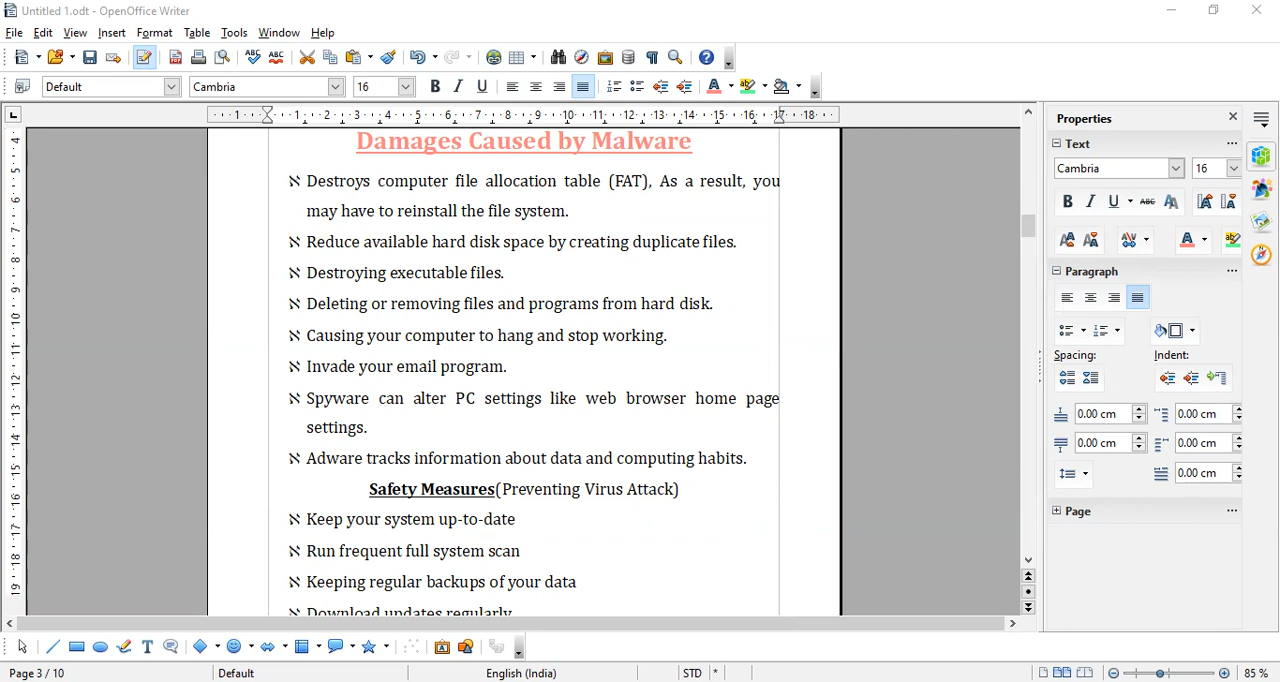 Untitled 1.odt - OpenOffice Writer
File Edit View Insert Format Table Tools Window Help
Default Cambria 16
Damages Caused by Malware
ℵ Destroys computer file allocation table (FAT), As a result, you
may have to reinstall the file system.
ℵ Reduce available hard disk space by creating duplicate files.
ℵ Destroying executable files.
ℵ Deleting or removing files and programs from hard disk.
ℵ Causing your computer to hang and stop working.
ℵ Invade your email program.
ℵ Spyware can alter PC settings like web browser home page
settings.
ℵ Adware tracks information about data and computing habits.
Safety Measures(Preventing Virus Attack)
ℵ Keep your system up-to-date
ℵ Run frequent full system scan
ℵ Keeping regular backups of your data
ℵ Download updates regularly
Properties
Text
Cambria 16
Paragraph
Spacing: Indent:
0.00 cm 0.00 cm
0.00 cm 0.00 cm
0.00 cm
Page
Page 3 / 10 Default English (India) STD * 85 %